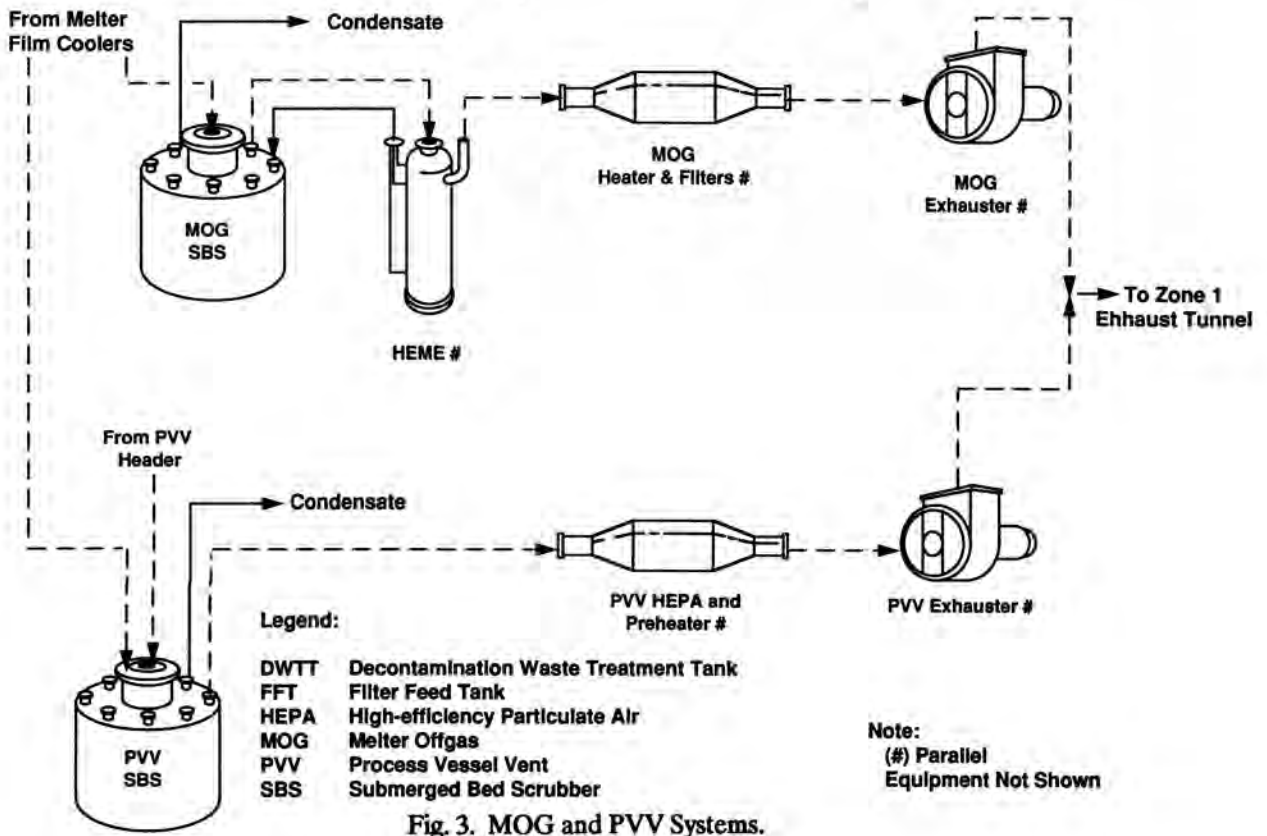 From Melter
Film Coolers
Condensate
MOG
SBS
HEME #
MOG
Heater & Filters #
MOG
Exhauster #
To Zone 1
Ehhaust Tunnel
From PVV
Header
Condensate
PVV
SBS
PVV HEPA and
Preheater #
PVV Exhauster #
Legend:
DWTT Decontamination Waste Treatment Tank
FFT Filter Feed Tank
HEPA High-efficiency Particulate Air
MOG Melter Offgas
PVV Process Vessel Vent
SBS Submerged Bed Scrubber
Note:
(#) Parallel
Equipment Not Shown
Fig. 3. MOG and PVV Systems.